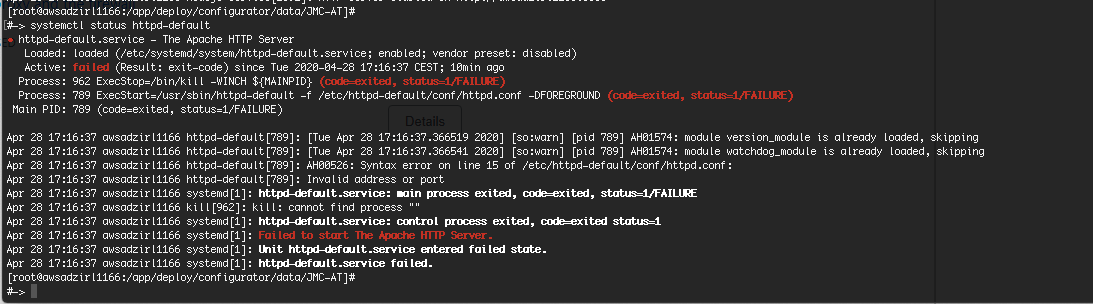 [root@awsadzirl1166:/app/deploy/configurator/data/JMC-AT]#
#-> systemctl status httpd-default
● httpd-default.service - The Apache HTTP Server
Loaded: loaded (/etc/systemd/system/httpd-default.service; enabled; vendor preset: disabled)
Active: failed (Result: exit-code) since Tue 2020-04-28 17:16:37 CEST; 10min ago
Process: 962 ExecStop=/bin/kill -WINCH ${MAINPID} (code=exited, status=1/FAILURE)
Process: 789 ExecStart=/usr/sbin/httpd-default -f /etc/httpd-default/conf/httpd.conf -DFOREGROUND (code=exited, status=1/FAILURE)
Main PID: 789 (code=exited, status=1/FAILURE)
Details
Apr 28 17:16:37 awsadzirl1166 httpd-default[789]: [Tue Apr 28 17:16:37.366519 2020] [so:warn] [pid 789] AH01574: module version_module is already loaded, skipping
Apr 28 17:16:37 awsadzirl1166 httpd-default[789]: [Tue Apr 28 17:16:37.366541 2020] [so:warn] [pid 789] AH01574: module watchdog_module is already loaded, skipping
Apr 28 17:16:37 awsadzirl1166 httpd-default[789]: AH00526: Syntax error on line 15 of /etc/httpd-default/conf/httpd.conf:
Apr 28 17:16:37 awsadzirl1166 httpd-default[789]: Invalid address or port
Apr 28 17:16:37 awsadzirl1166 systemd[1]: httpd-default.service: main process exited, code=exited, status=1/FAILURE
Apr 28 17:16:37 awsadzirl1166 kill[962]: kill: cannot find process ""
Apr 28 17:16:37 awsadzirl1166 systemd[1]: httpd-default.service: control process exited, code=exited status=1
Apr 28 17:16:37 awsadzirl1166 systemd[1]: Failed to start The Apache HTTP Server.
Apr 28 17:16:37 awsadzirl1166 systemd[1]: Unit httpd-default.service entered failed state.
Apr 28 17:16:37 awsadzirl1166 systemd[1]: httpd-default.service failed.
[root@awsadzirl1166:/app/deploy/configurator/data/JMC-AT]#
#->